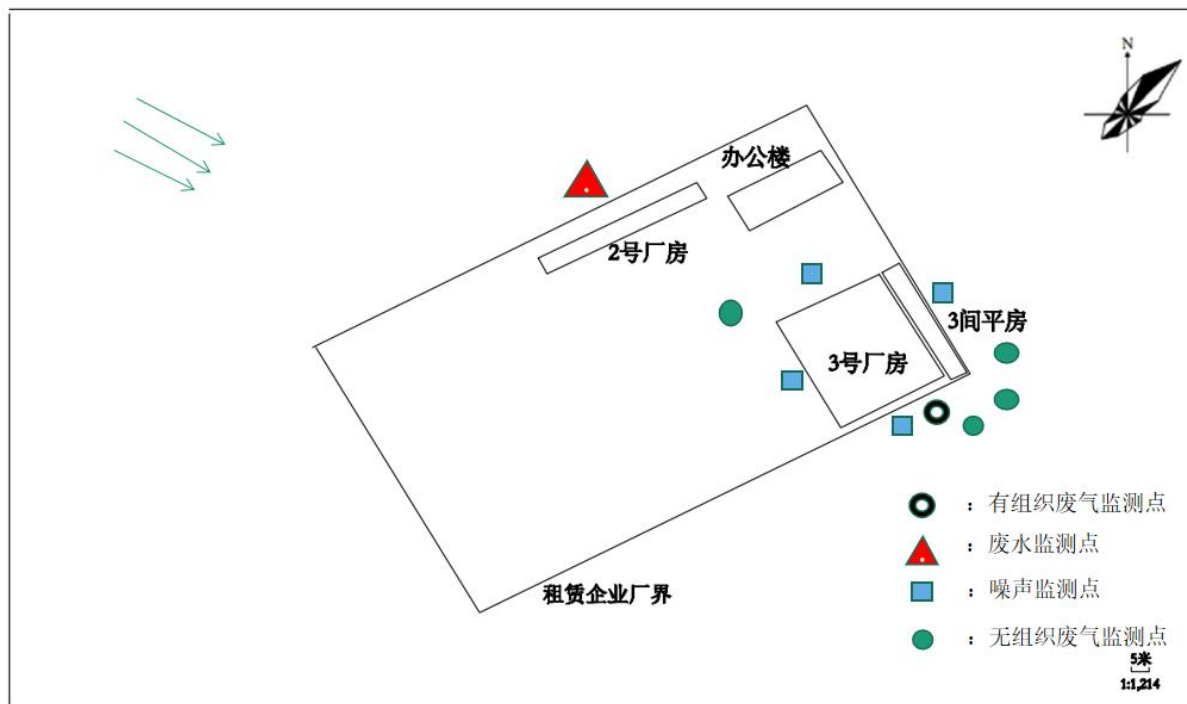 N
办公楼
2号厂房
3间平房
3号厂房
：有组织废气监测点
：废水监测点
租赁企业厂界
：噪声监测点
：无组织废气监测点
5米
1:1,214